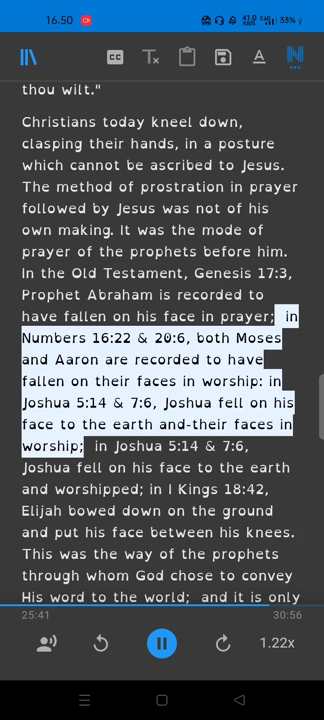 16.50
41.0
33%
CC
A
N
thou wilt."
Christians today kneel down,
clasping their hands, in a posture
which cannot be ascribed to Jesus.
The method of prostration in prayer
followed by Jesus was not of his
own making. It was the mode of
prayer of the prophets before him.
In the Old Testament, Genesis 17:3,
Prophet Abraham is recorded to
have fallen on his face in prayer; in
Numbers 16:22 & 20:6, both Moses
and Aaron are recorded to have
fallen on their faces in worship: in
Joshua 5:14 & 7:6, Joshua fell on his
face to the earth and-their faces in
worship; in Joshua 5:14 & 7:6,
Joshua fell on his face to the earth
and worshipped; in I Kings 18:42,
Elijah bowed down on the ground
and put his face between his knees.
This was the way of the prophets
through whom God chose to convey
His word to the world; and it is only
25:41 30:56
1.22x